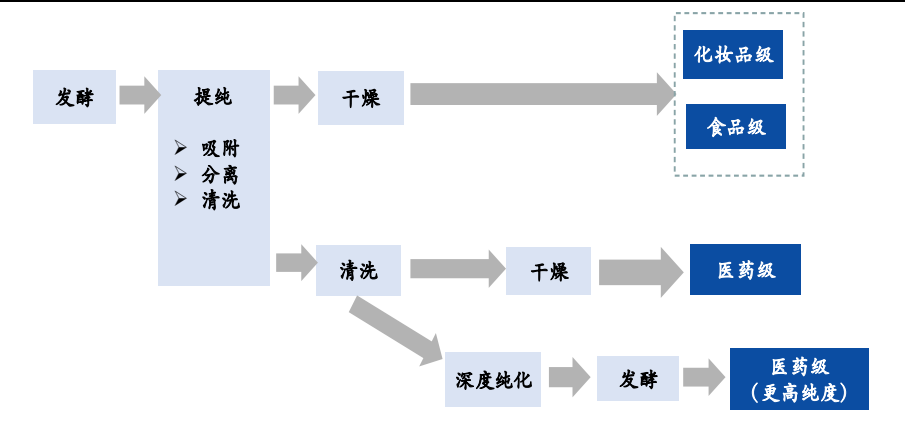 发酵
提纯
➢ 吸附
➢ 分离
➢ 清洗
干燥
化妆品级
食品级
清洗
干燥
医药级
深度纯化
发酵
医药级
（更高纯度）